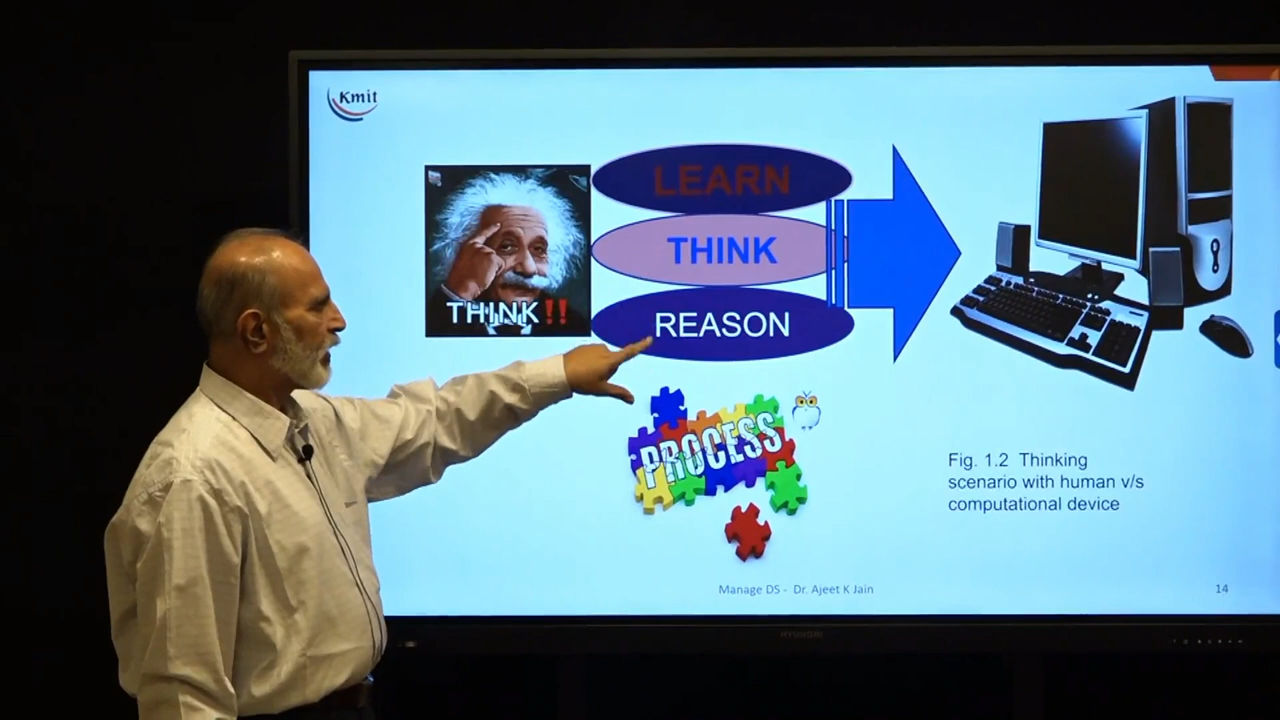 Kmit
LEARN
THINK
REASON
THINK!!
PROCESS
Fig. 1.2 Thinking
scenario with human v/s
computational device
Manage DS - Dr. Ajeet K Jain
14
HYUNDAI